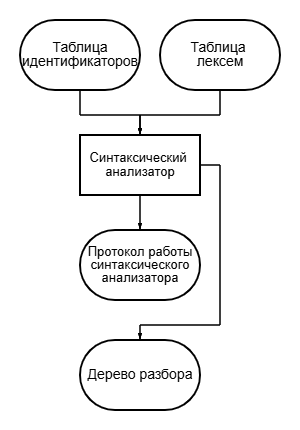 Таблица
идентификаторов
Таблица
лексем
Синтаксический
анализатор
Протокол работы
синтаксического
анализатора
Дерево разбора